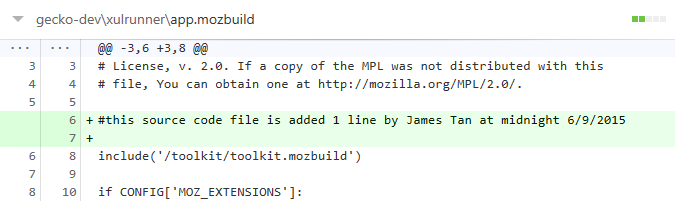 gecko-dev\xulrunner\app.mozbuild
... ... @@ -3,6 +3,8 @@
3 3 # License, v. 2.0. If a copy of the MPL was not distributed with this
4 4 # file, You can obtain one at http://mozilla.org/MPL/2.0/.
5 5
6 + #this source code file is added 1 line by James Tan at midnight 6/9/2015
7 +
6 8 include('/toolkit/toolkit.mozbuild')
7 9
8 10 if CONFIG['MOZ_EXTENSIONS']: